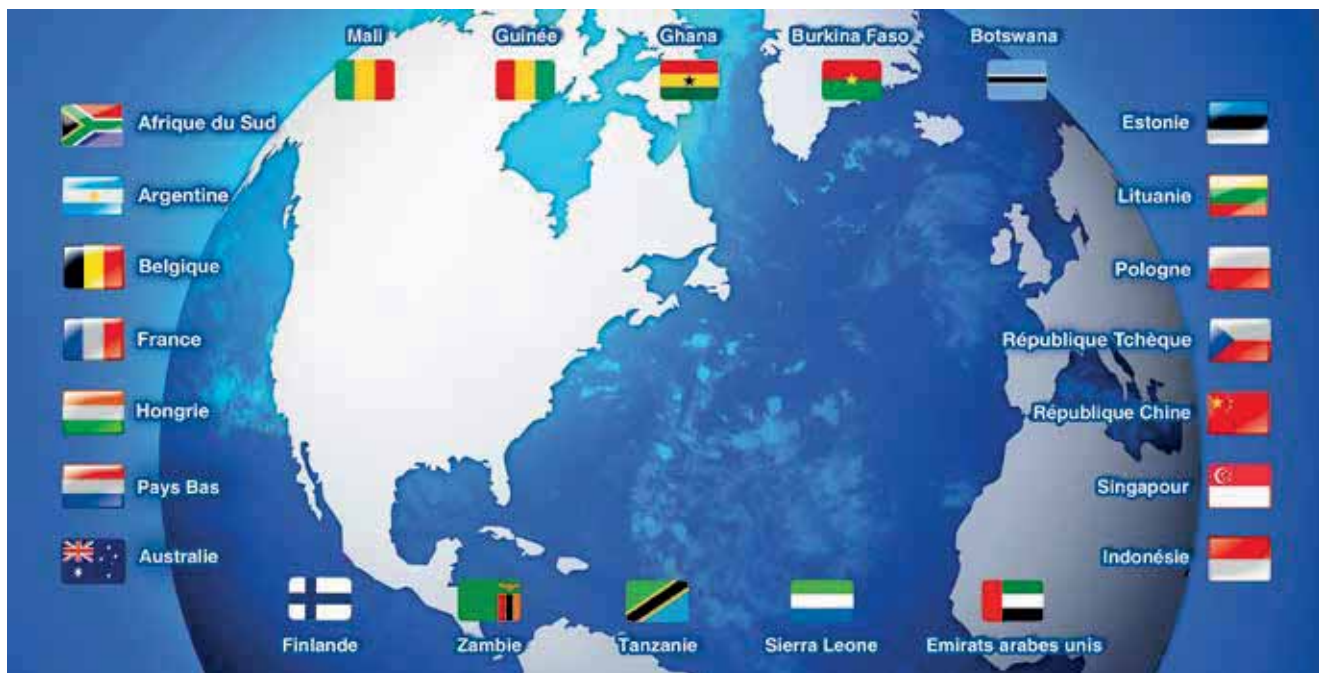 Mali
Guinée
Ghana
Burkina Faso
Botswana
Afrique du Sud
Argentine
Belgique
France
Hongrie
Pays Bas
Australie
Estonie
Lituanie
Pologne
République Tchèque
République Chine
Singapour
Indonésie
Finlande
Zambie
Tanzanie
Sierra Leone
Emirats arabes unis